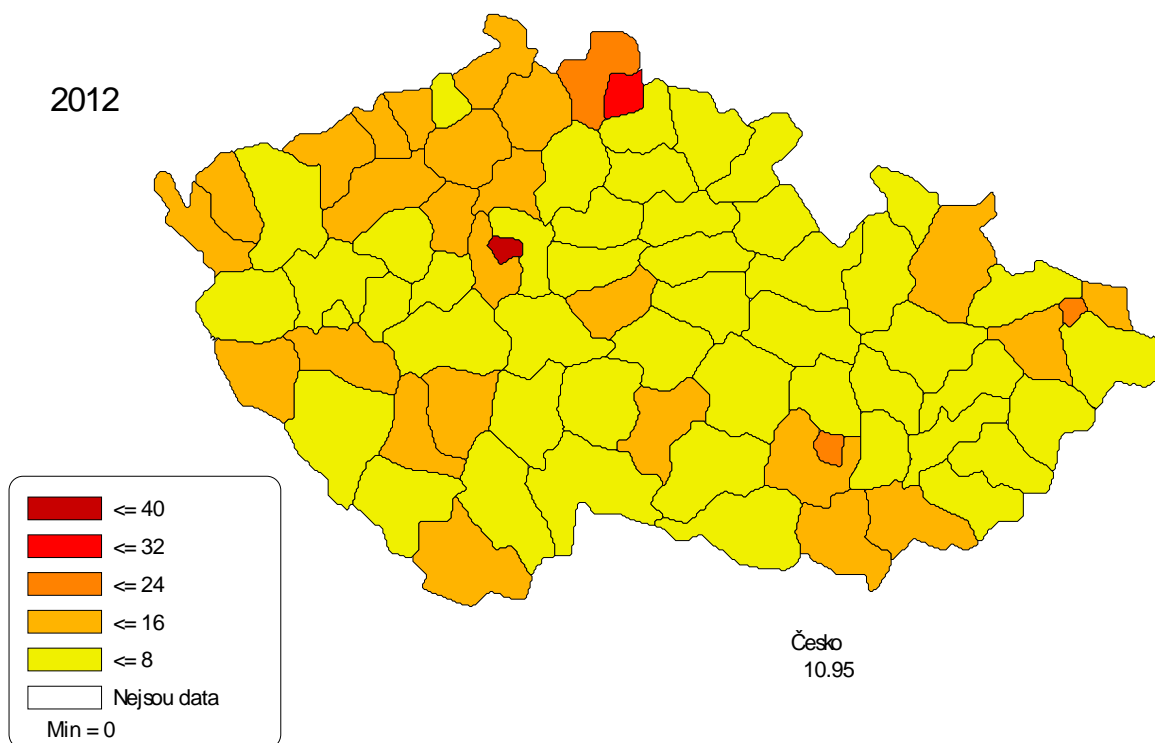 2012
<= 40
<= 32
<= 24
<= 16
<= 8
Nejsou data
Min = 0
Česko
10.95